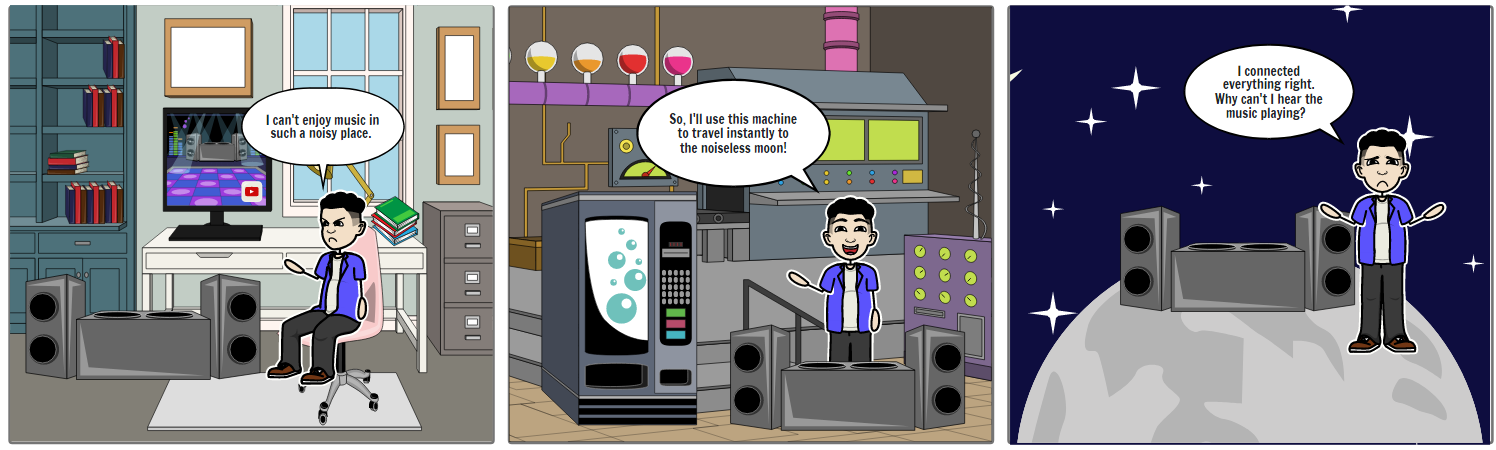 I can't enjoy music in
such a noisy place.
So, I'll use this machine
to travel instantly to
the noiseless moon!
I connected
everything right.
Why can't I hear the
music playing?